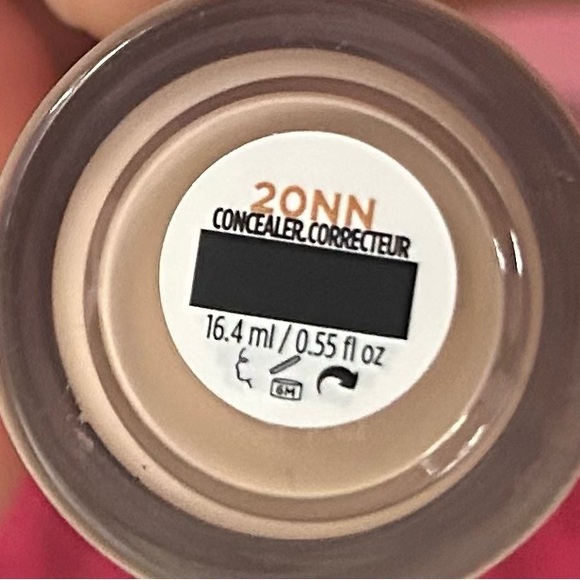 20NN
CONCEALER.CORRECTEUR
16.4 ml / 0.55 fl oz
6M